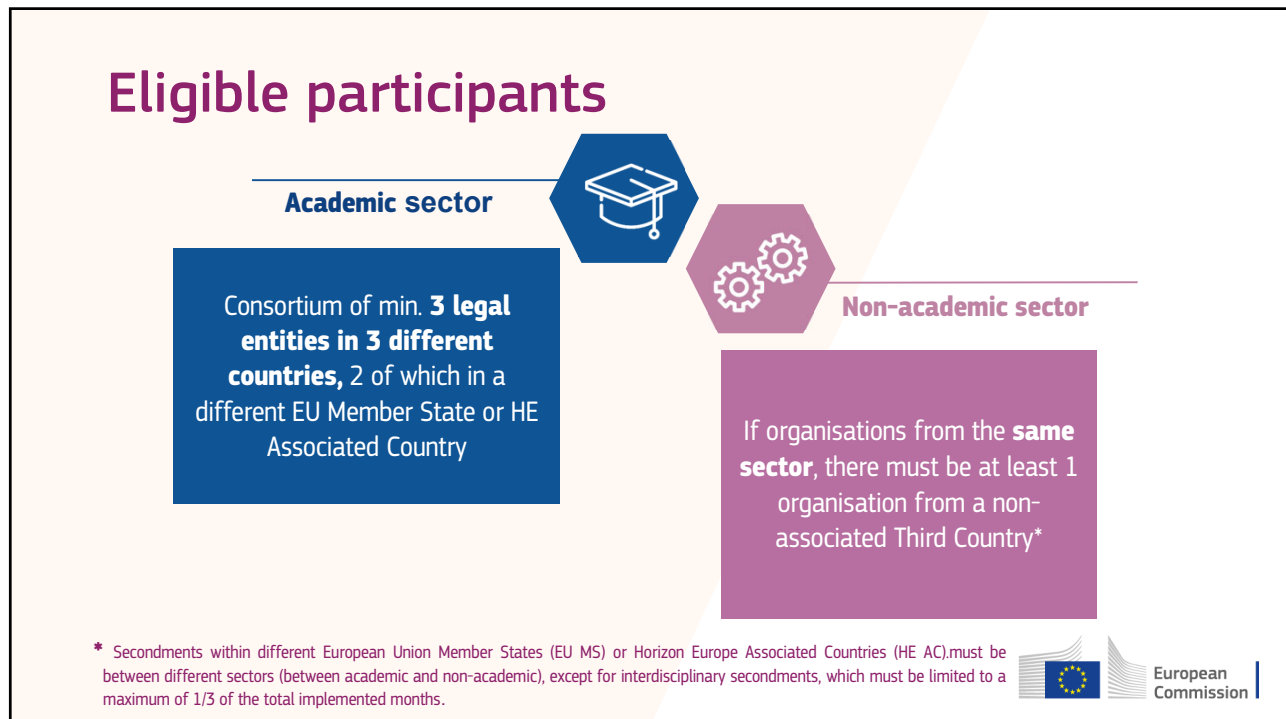 Eligible participants
Academic sector
Consortium of min. 3 legal
entities in 3 different
countries, 2 of which in a
different EU Member State or HE
Associated Country
Non-academic sector
If organisations from the same
sector, there must be at least 1
organisation from a non-
associated Third Country*
* Secondments within different European Union Member States (EU MS) or Horizon Europe Associated Countries (HE AC).must be
between different sectors (between academic and non-academic), except for interdisciplinary secondments, which must be limited to a
maximum of 1/3 of the total implemented months.
European
Commission